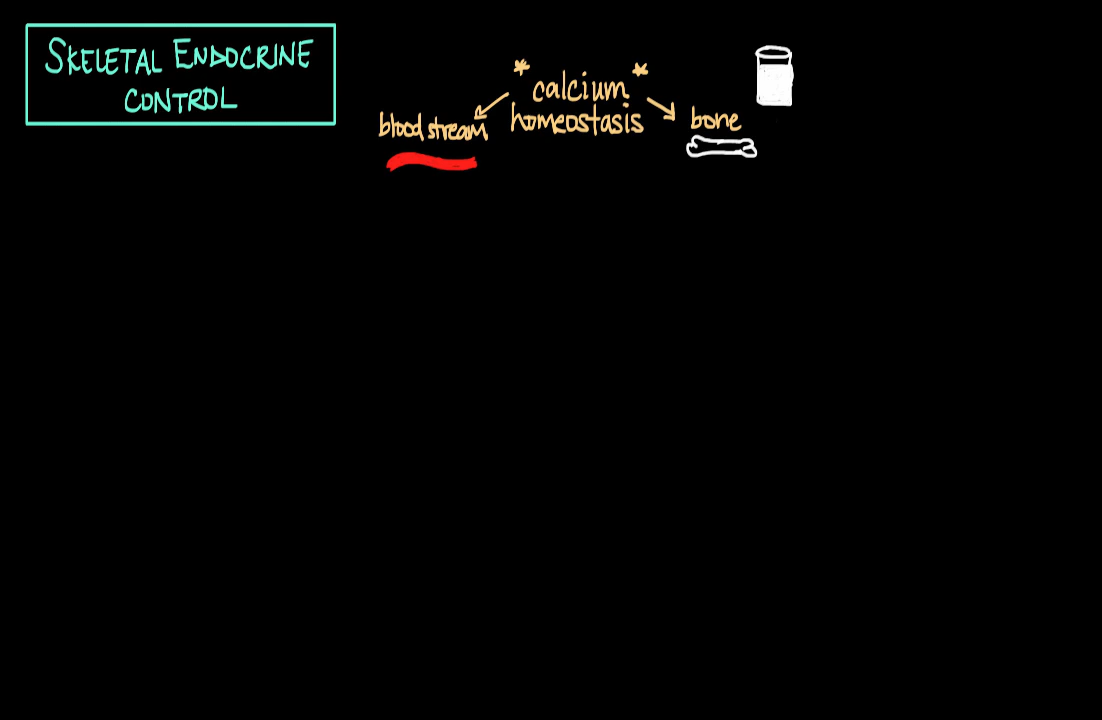 SKELETAL ENDOCRINE
CONTROL
* calcium *
homeostasis
blood stream
bone